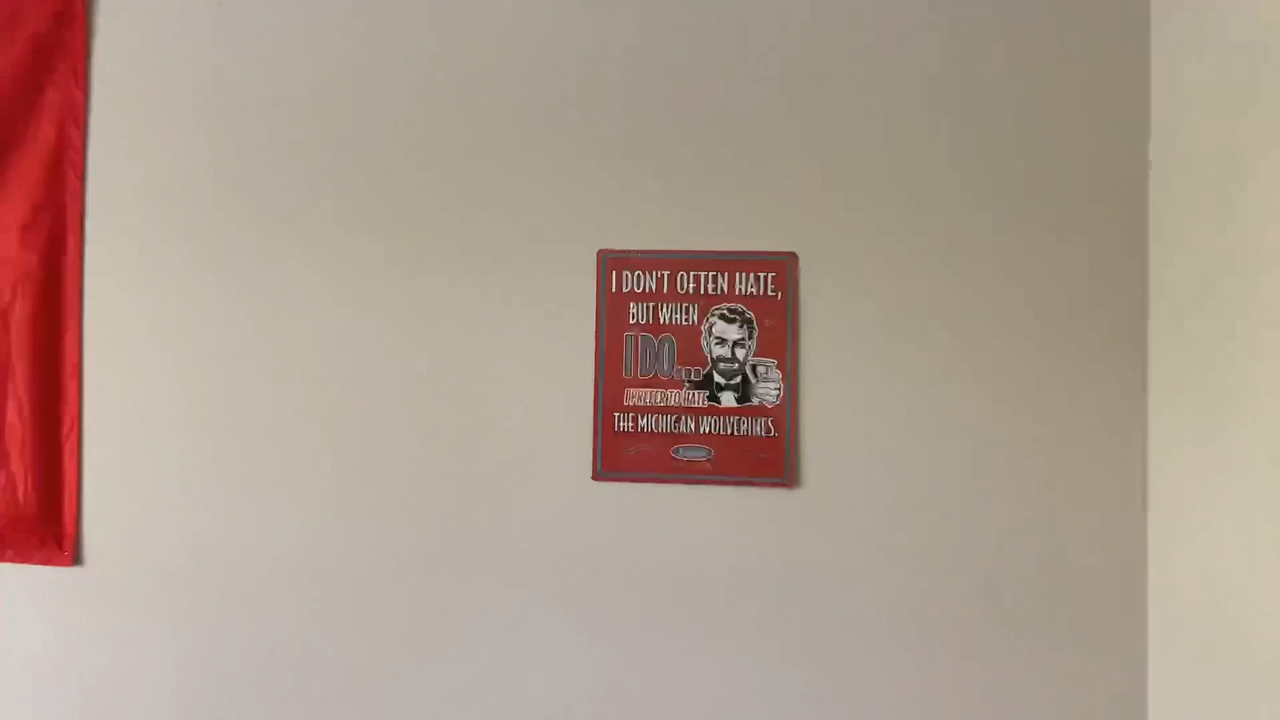 I DON'T OFTEN HATE,
BUT WHEN
I DO...
I PREFER TO HATE
THE MICHIGAN WOLVERINES.